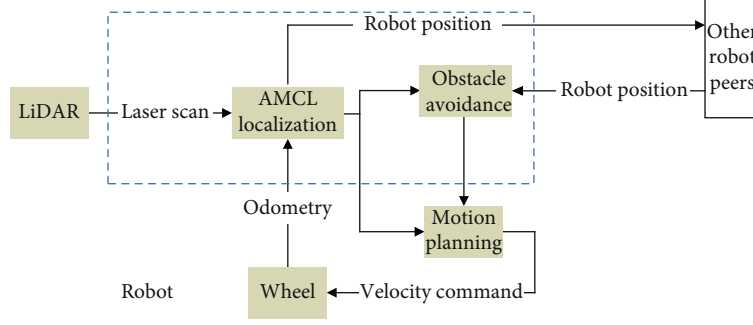 Robot position
Other
robot
peers
LiDAR
Laser scan
AMCL
localization
Obstacle
avoidance
Robot position
Odometry
Motion
planning
Robot
Wheel
Velocity command